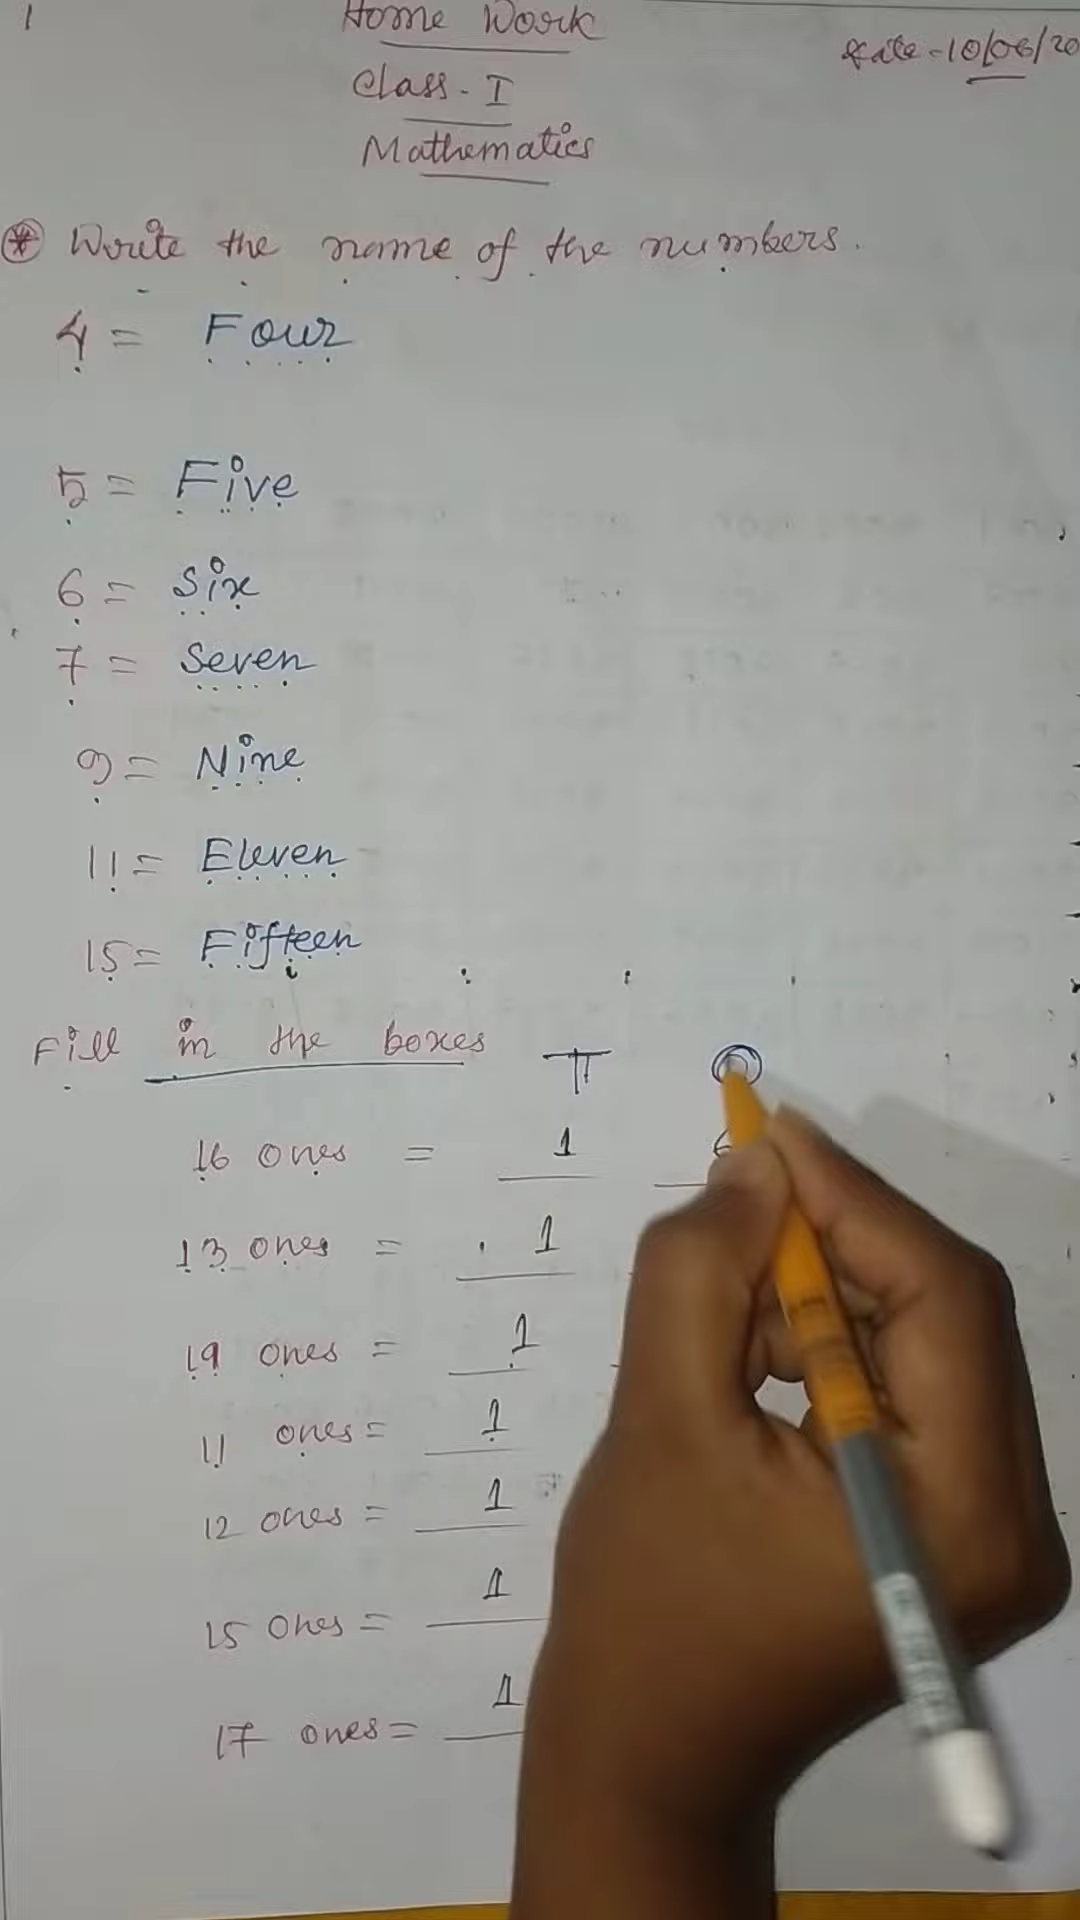 1
Home Work
Date-10/06/20
Class-I
Mathematics
* Write the name of the numbers.
4 = Four
5 = Five
6 = Six
7 = Seven
9 = Nine
11 = Eleven
15 = Fifteen
Fill in the boxes T O
16 ones = 1 6
13 ones = 1
19 ones = 1
11 ones = 1
12 ones = 1
15 ones = 1
17 ones = 1